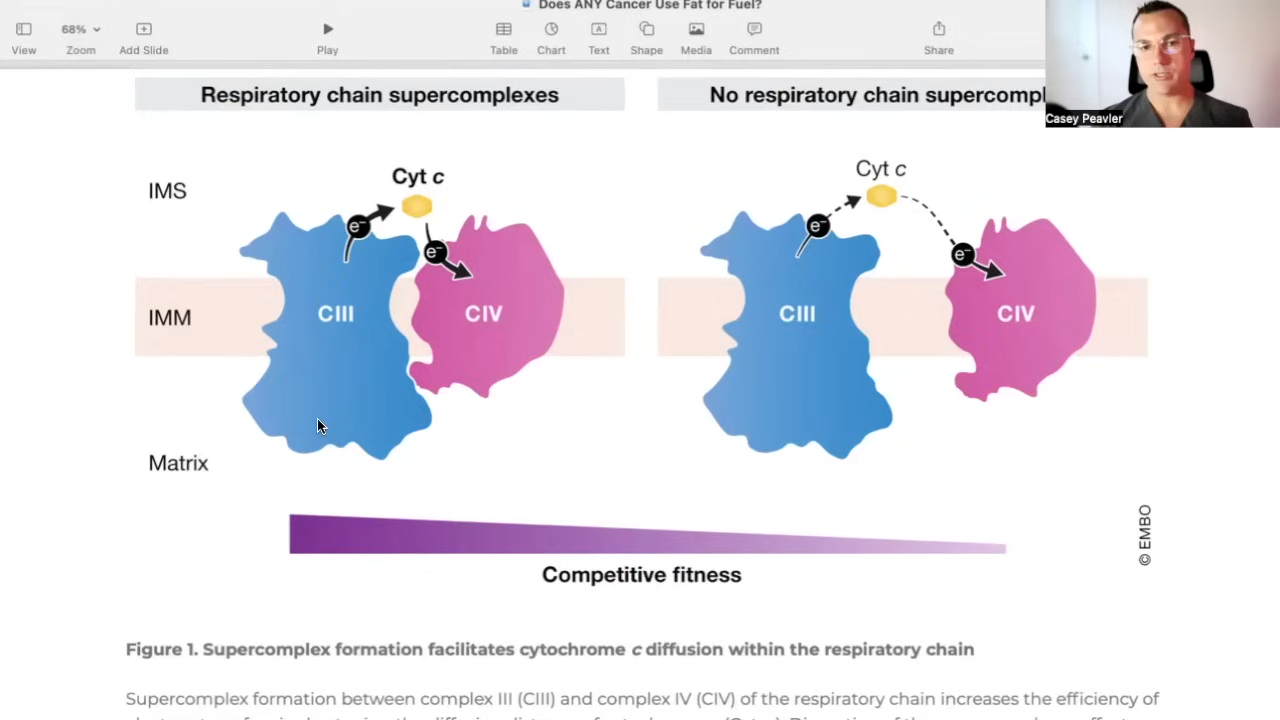 Does ANY Cancer Use Fat for Fuel?
68%
View
Zoom
Add Slide
Play
Table
Chart
Text
Shape
Media
Comment
Share
Casey Peavler
Respiratory chain supercomplexes
No respiratory chain supercompl
IMS
Cyt c
e⁻
e⁻
CIII
CIV
IMM
Matrix
Cyt c
e⁻
e⁻
CIII
CIV
Competitive fitness
© EMBO
Figure 1. Supercomplex formation facilitates cytochrome c diffusion within the respiratory chain
Supercomplex formation between complex III (CIII) and complex IV (CIV) of the respiratory chain increases the efficiency of